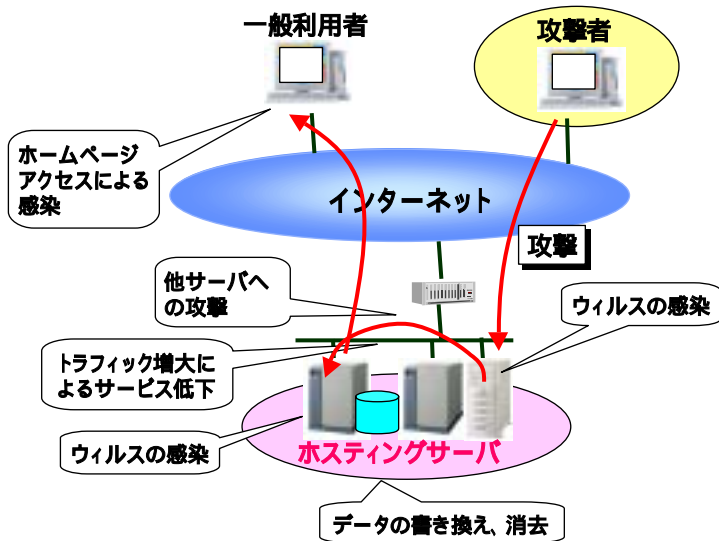 一般利用者
攻撃者
ホームページ
アクセスによる
感染
インターネット
攻撃
他サーバへ
の攻撃
ウィルスの感染
トラフィック増大に
よるサービス低下
ウィルスの感染
ホスティングサーバ
データの書き換え、消去